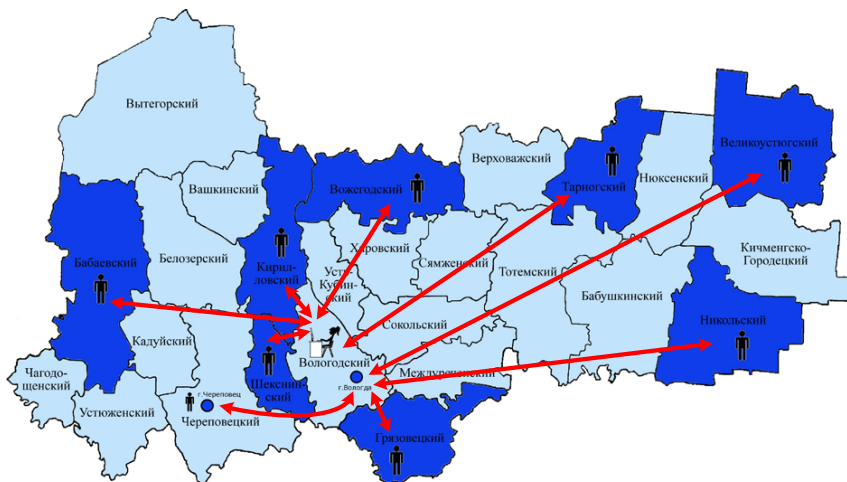 Вытегорский
Верховажский
Великоустюгский
Вашкинский
Вожегодский
Тарногский
Нюксенский
Харовский
Бабаевский
Белозерский
Кирил-
ловский
Усть-
Кубин-
ский
Сямженский
Тотемский
Кичменгско-
Городецкий
Бабушкинский
Сокольский
Никольский
Кадуйский
Вологодский
Междуреченский
Чагодо-
щенский
Шекснин-
ский
г.Вологда
г.Череповец
Устюженский
Череповецкий
Грязовецкий